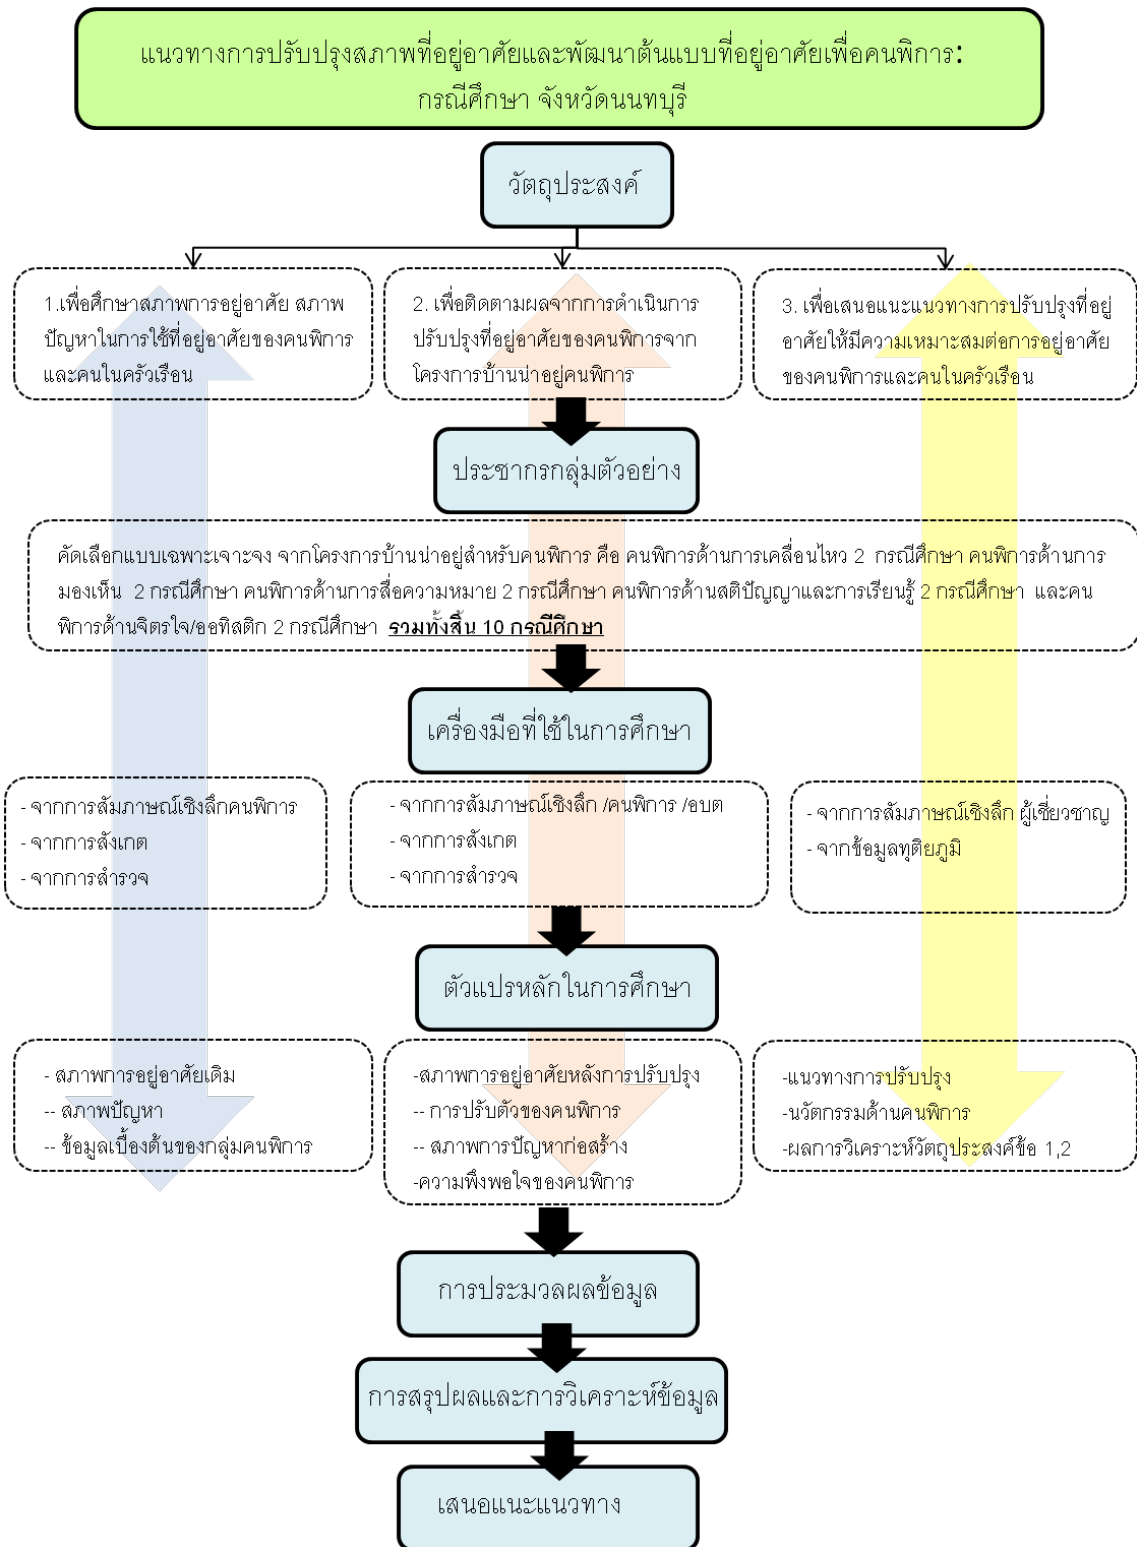 แนวทางการปรับปรุงสภาพที่อยู่อาศัยและพัฒนาต้นแบบที่อยู่อาศัยเพื่อคนพิการ:
กรณีศึกษา จังหวัดนนทบุรี
วัตถุประสงค์
1.เพื่อศึกษาสภาพการอยู่อาศัย สภาพ
ปัญหาในการใช้ที่อยู่อาศัยของคนพิการ
และคนในครัวเรือน
2. เพื่อติดตามผลจากการดำเนินการ
ปรับปรุงที่อยู่อาศัยของคนพิการจาก
โครงการบ้านน่าอยู่คนพิการ
3. เพื่อเสนอแนะแนวทางการปรับปรุงที่อยู่
อาศัยให้มีความเหมาะสมต่อการอยู่อาศัย
ของคนพิการและคนในครัวเรือน
ประชากรกลุ่มตัวอย่าง
คัดเลือกแบบเฉพาะเจาะจง จากโครงการบ้านน่าอยู่สำหรับคนพิการ คือ คนพิการด้านการเคลื่อนไหว 2 กรณีศึกษา คนพิการด้านการ
มองเห็น 2 กรณีศึกษา คนพิการด้านการสื่อความหมาย 2 กรณีศึกษา คนพิการด้านสติปัญญาและการเรียนรู้ 2 กรณีศึกษา และคน
พิการด้านจิตรใจ/ออทิสติก 2 กรณีศึกษา รวมทั้งสิ้น 10 กรณีศึกษา
เครื่องมือที่ใช้ในการศึกษา
- จากการสัมภาษณ์เชิงลึกคนพิการ
- จากการสังเกต
- จากการสำรวจ
- จากการสัมภาษณ์เชิงลึก /คนพิการ /อบต
- จากการสังเกต
- จากการสำรวจ
- จากการสัมภาษณ์เชิงลึก ผู้เชี่ยวชาญ
- จากข้อมูลทุติยภูมิ
ตัวแปรหลักในการศึกษา
- สภาพการอยู่อาศัยเดิม
-- สภาพปัญหา
-- ข้อมูลเบื้องต้นของกลุ่มคนพิการ
-สภาพการอยู่อาศัยหลังการปรับปรุง
-- การปรับตัวของคนพิการ
-- สภาพการปัญหาก่อสร้าง
-ความพึงพอใจของคนพิการ
-แนวทางการปรับปรุง
-นวัตกรรมด้านคนพิการ
-ผลการวิเคราะห์วัตถุประสงค์ข้อ 1,2
การประมวลผลข้อมูล
การสรุปผลและการวิเคราะห์ข้อมูล
เสนอแนะแนวทาง